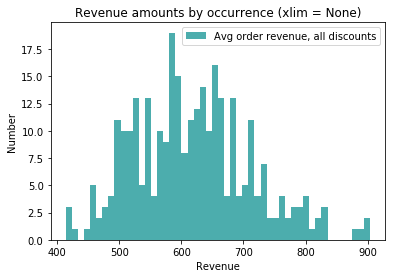 Revenue amounts by occurrence (xlim = None)
Avg order revenue, all discounts
17.5
15.0
12.5
10.0
7.5
5.0
2.5
0.0
Number
400 500 600 700 800 900
Revenue